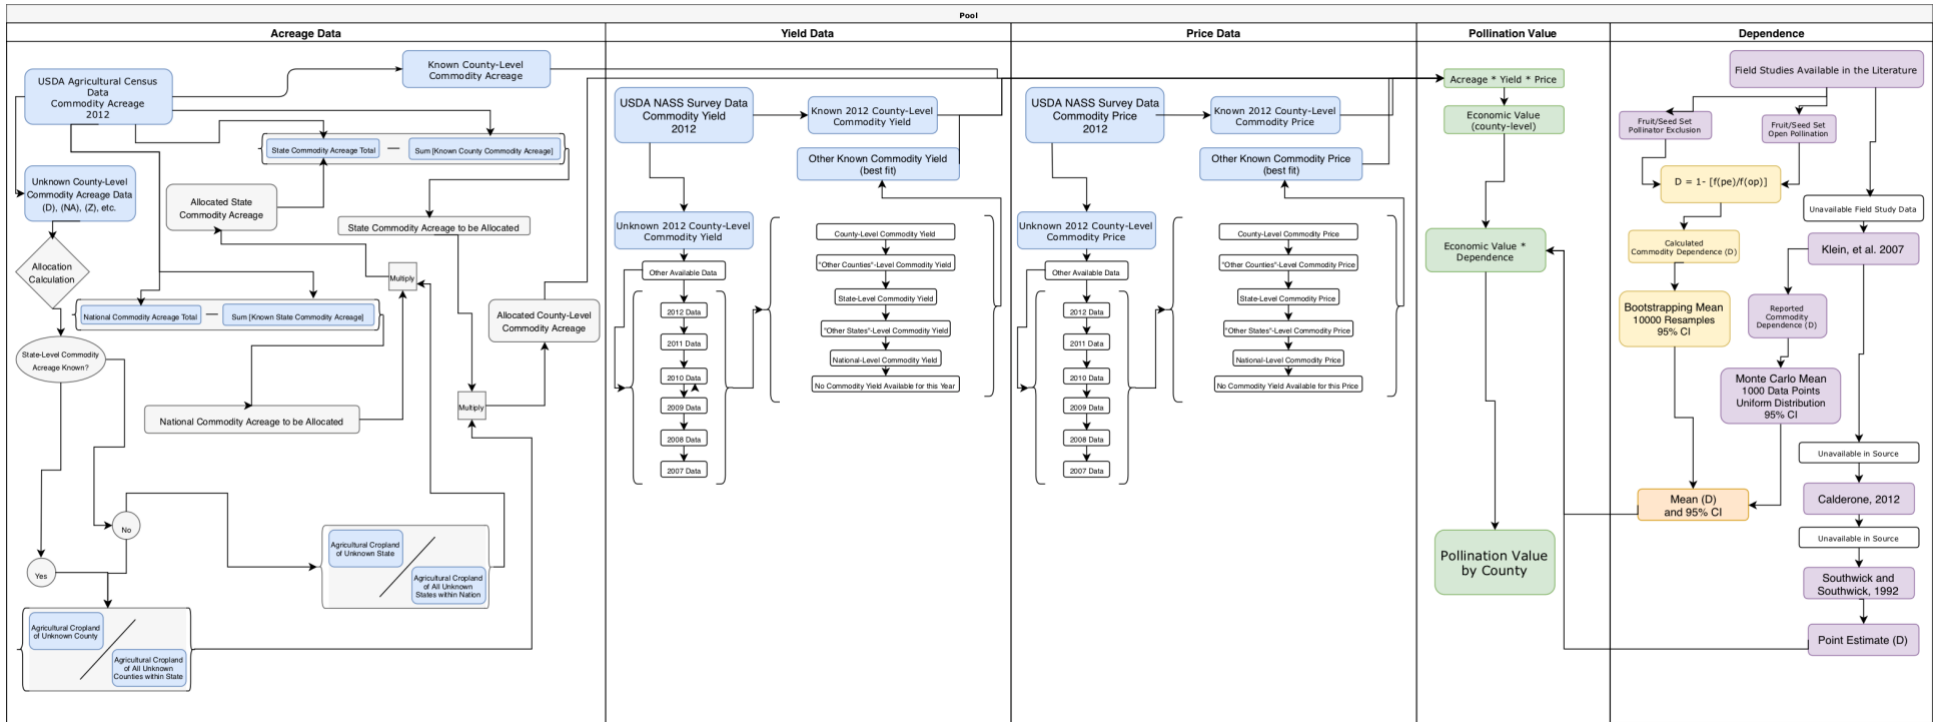 Pool
Acreage Data
Yield Data
Price Data
Pollination Value
Dependence
USDA Agricultural Census
Data
Commodity Acreage
2012
Known County-Level
Commodity Acreage
State Commodity Acreage Total
—
Sum [Known County Commodity Acreage]
Unknown County-Level
Commodity Acreage Data
(D), (NA), (Z), etc.
Allocated State
Commodity Acreage
State Commodity Acreage to be Allocated
Allocation
Calculation
Multiply
National Commodity Acreage Total
—
Sum [Known State Commodity Acreage]
Allocated County-Level
Commodity Acreage
State-Level Commodity
Acreage Known?
National Commodity Acreage to be Allocated
Multiply
No
Yes
Agricultural Cropland
of Unknown State
Agricultural Cropland
of All Unknown
States within Nation
Agricultural Cropland
of Unknown County
Agricultural Cropland
of All Unknown
Counties within State
USDA NASS Survey Data
Commodity Yield
2012
Known 2012 County-Level
Commodity Yield
Other Known Commodity Yield
(best fit)
Unknown 2012 County-Level
Commodity Yield
Other Available Data
2012 Data
2011 Data
2010 Data
2009 Data
2008 Data
2007 Data
County-Level Commodity Yield
"Other Counties"-Level Commodity Yield
State-Level Commodity Yield
"Other States"-Level Commodity Yield
National-Level Commodity Yield
No Commodity Yield Available for this Year
USDA NASS Survey Data
Commodity Price
2012
Known 2012 County-Level
Commodity Price
Other Known Commodity Price
(best fit)
Unknown 2012 County-Level
Commodity Price
Other Available Data
2012 Data
2011 Data
2010 Data
2009 Data
2008 Data
2007 Data
County-Level Commodity Price
"Other Counties"-Level Commodity Price
State-Level Commodity Price
"Other States"-Level Commodity Price
National-Level Commodity Price
No Commodity Yield Available for this Price
Acreage * Yield * Price
Economic Value
(county-level)
Economic Value *
Dependence
Pollination Value
by County
Field Studies Available in the Literature
Fruit/Seed Set
Pollinator Exclusion
Fruit/Seed Set
Open Pollination
D = 1- [f(pe)/f(op)]
Unavailable Field Study Data
Calculated
Commodity Dependence (D)
Klein, et al. 2007
Bootstrapping Mean
10000 Resamples
95% CI
Reported
Commodity
Dependence (D)
Monte Carlo Mean
1000 Data Points
Uniform Distribution
95% CI
Unavailable in Source
Mean (D)
and 95% CI
Calderone, 2012
Unavailable in Source
Southwick and
Southwick, 1992
Point Estimate (D)